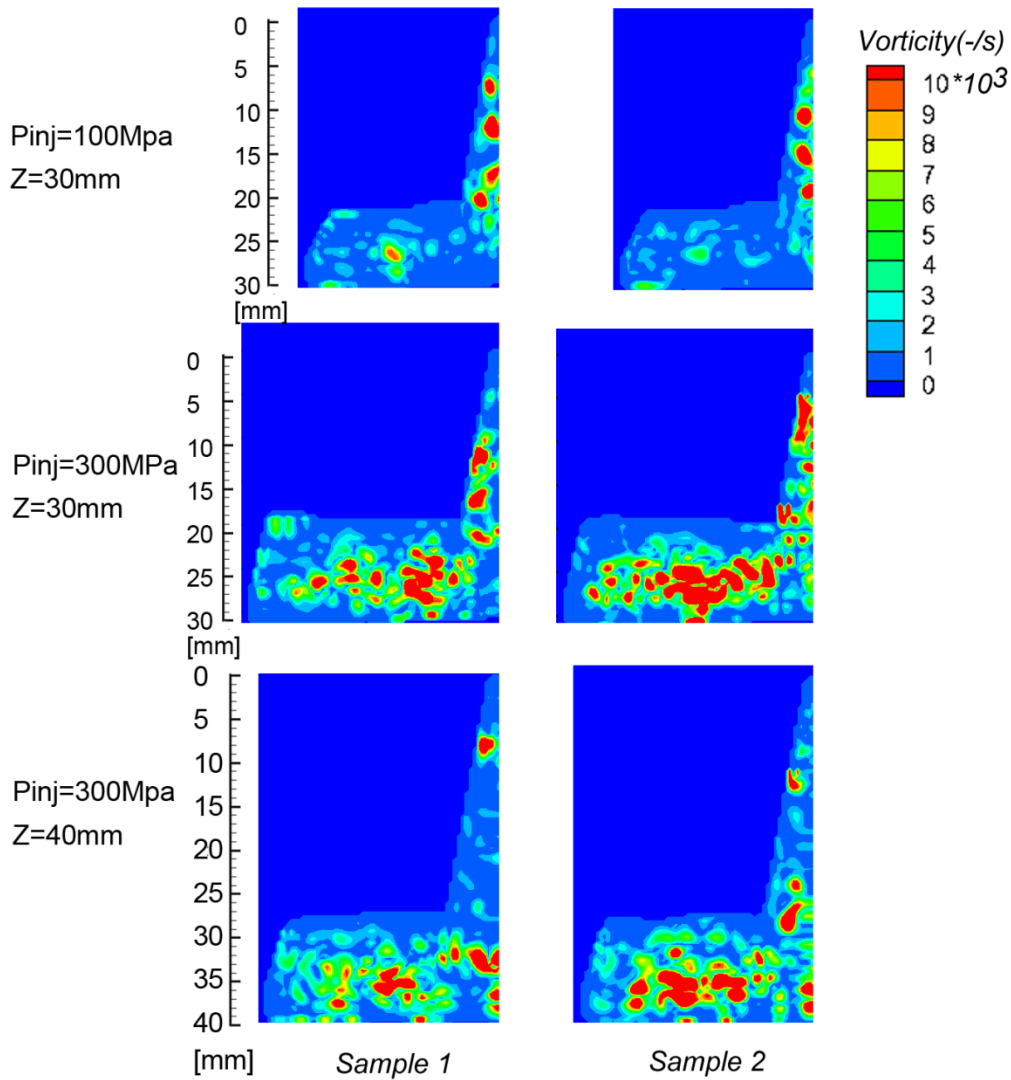 Vorticity(-/s)
10*10³
9
8
7
6
5
4
3
2
1
0
Pinj=100Mpa
Z=30mm
0
5
10
15
20
25
30
[mm]
Pinj=300MPa
Z=30mm
0
5
10
15
20
25
30
[mm]
Pinj=300Mpa
Z=40mm
0
5
10
15
20
25
30
35
40
[mm]
Sample 1
Sample 2